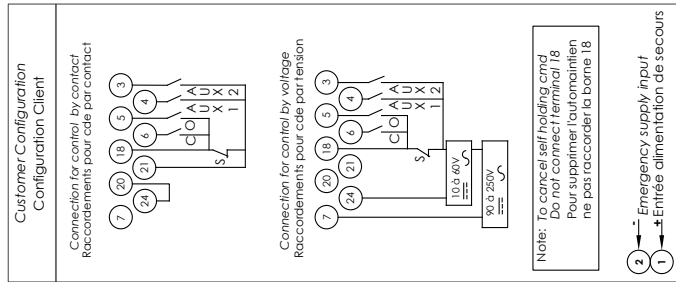 Customer Configuration
Configuration Client
Connection for control by contact
Raccordements pour cde par contact
7
20
24
21
18
6
5
4
3
S
C O
A U X 1
A U X 2
Connection for control by voltage
Raccordements pour cde par tension
7
20
24
21
18
6
5
4
3
S
C O
A U X 1
A U X 2
10 à 60V
90 à 250V
Note: To cancel self holding cmd
Do not connect terminal 18
Pour supprimer l'automaintien
ne pas raccorder la borne 18
2 - Emergency supply input
1 + Entrée alimentation de secours